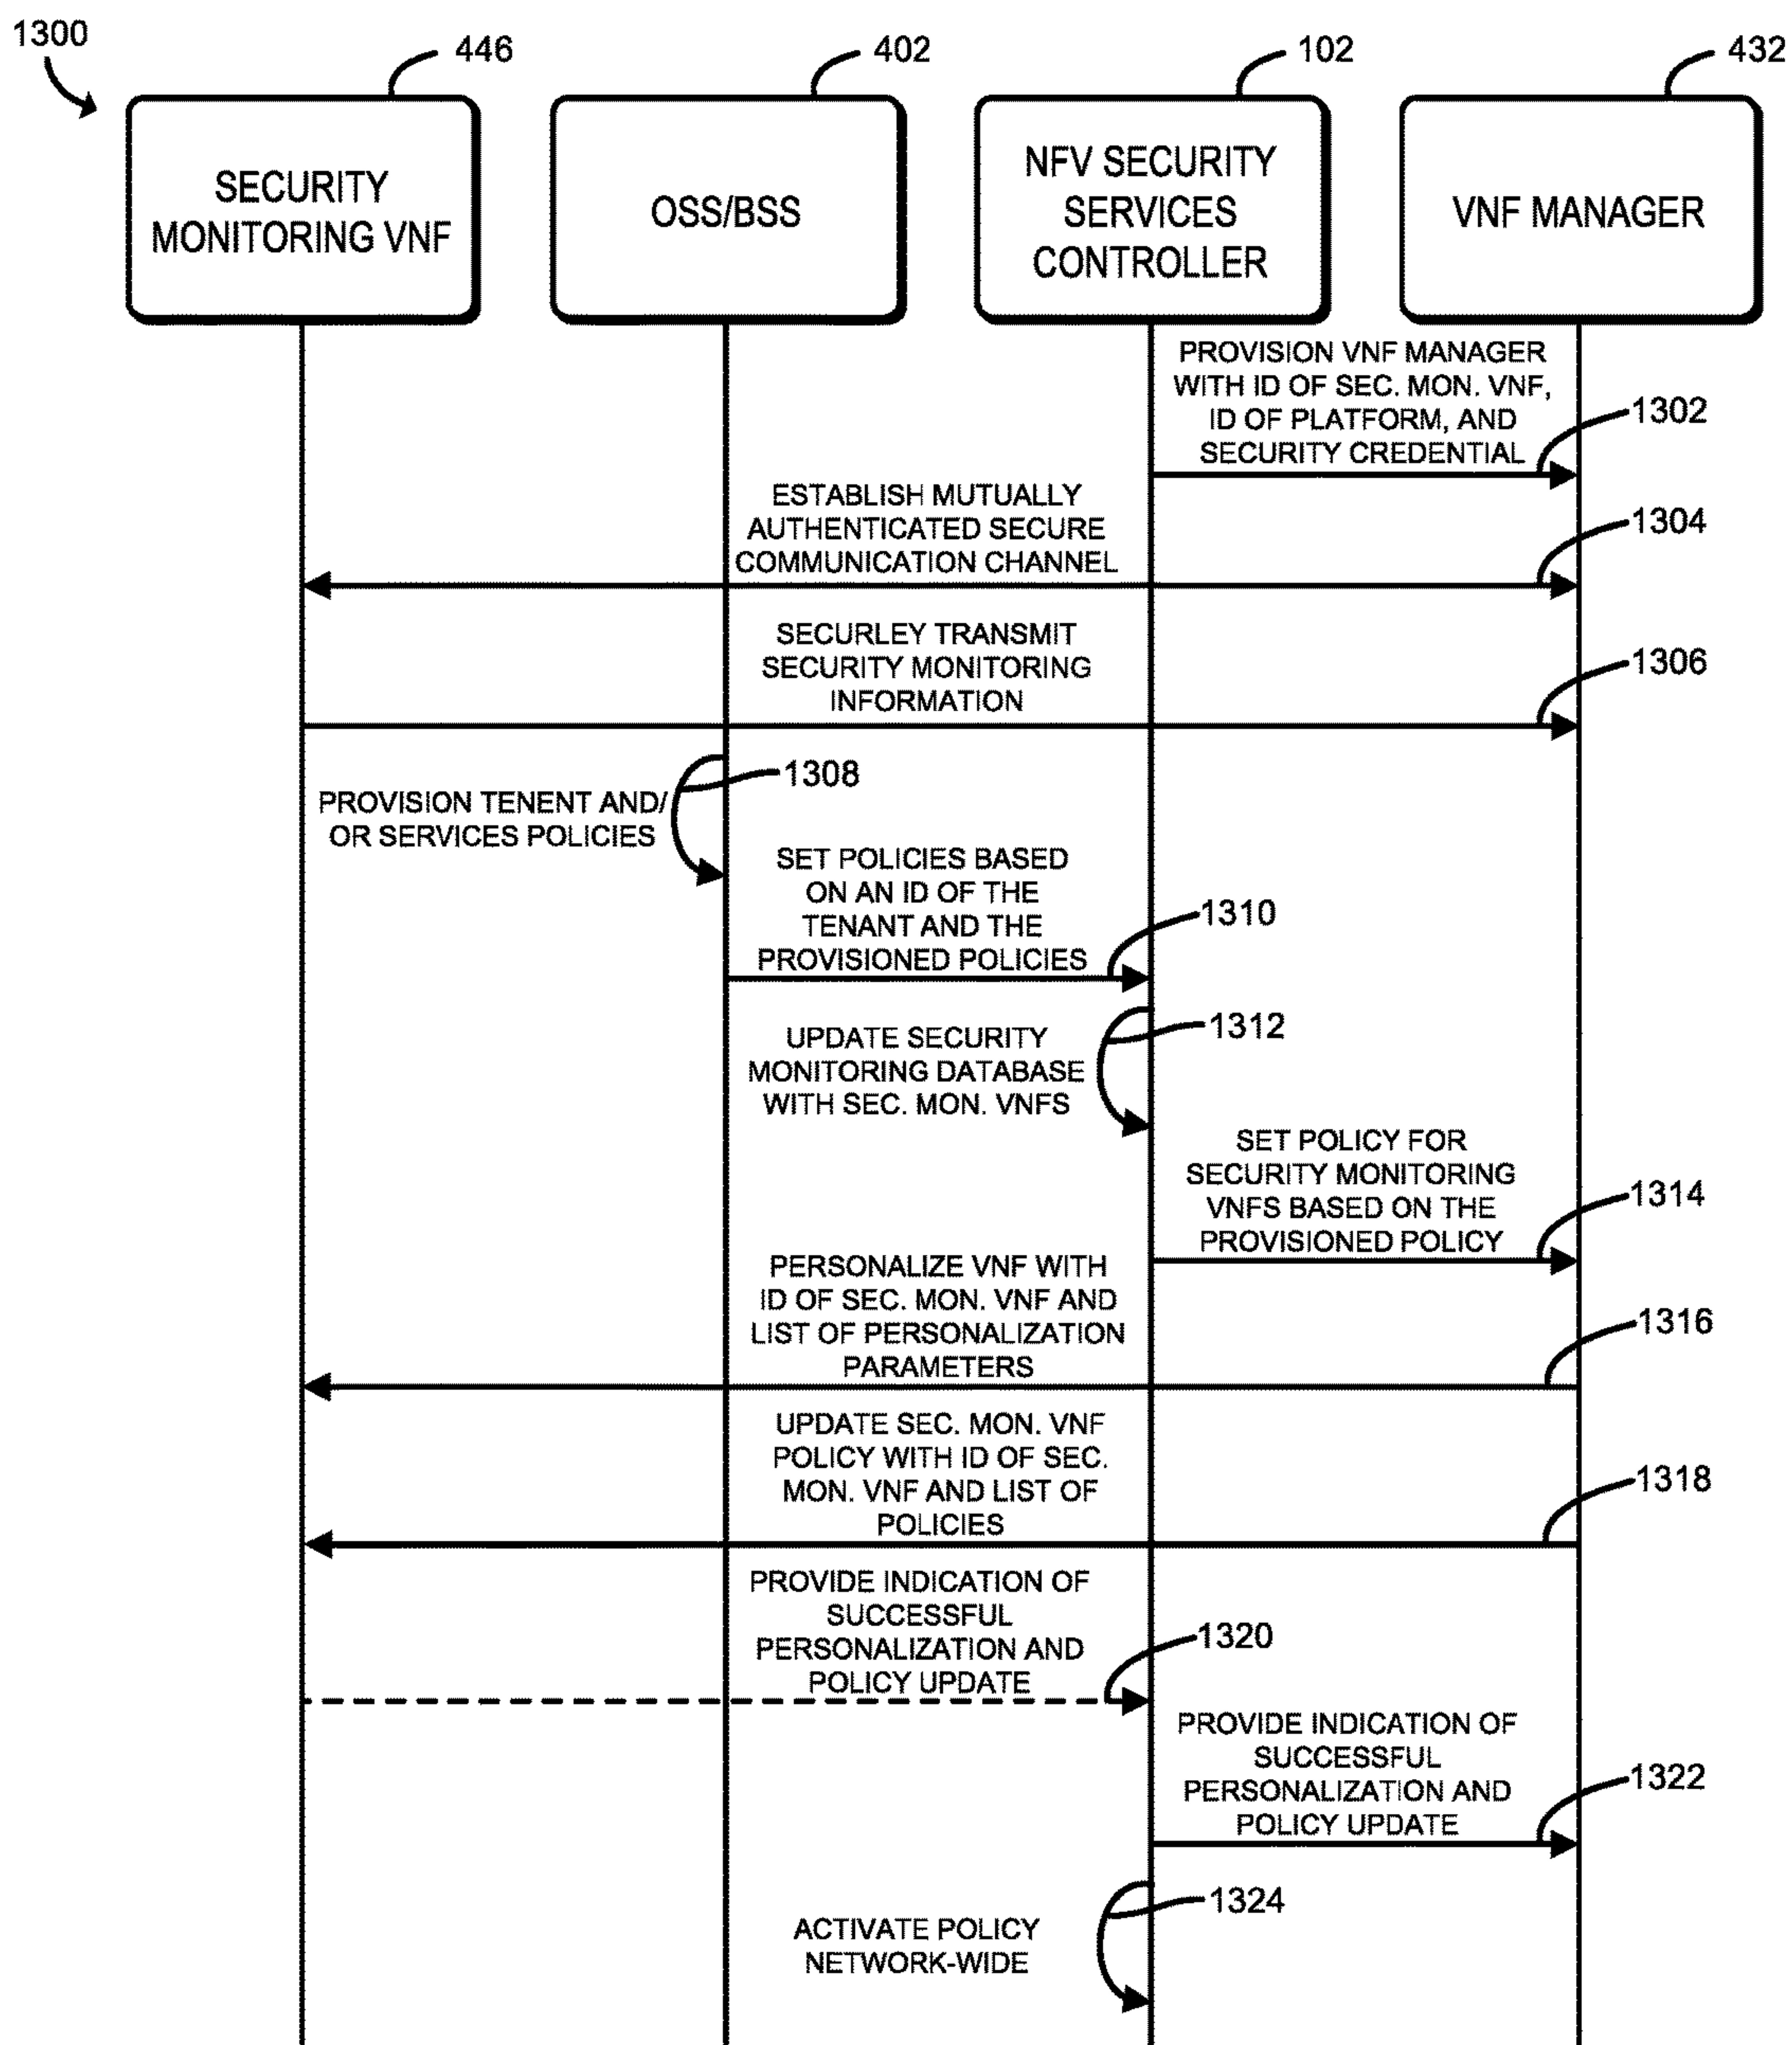 1300
446
402
102
432
SECURITY
MONITORING VNF
OSS/BSS
NFV SECURITY
SERVICES
CONTROLLER
VNF MANAGER
PROVISION VNF MANAGER
WITH ID OF SEC. MON. VNF,
ID OF PLATFORM, AND
SECURITY CREDENTIAL
1302
ESTABLISH MUTUALLY
AUTHENTICATED SECURE
COMMUNICATION CHANNEL
1304
SECURLEY TRANSMIT
SECURITY MONITORING
INFORMATION
1306
PROVISION TENENT AND/
OR SERVICES POLICIES
1308
SET POLICIES BASED
ON AN ID OF THE
TENANT AND THE
PROVISIONED POLICIES
1310
UPDATE SECURITY
MONITORING DATABASE
WITH SEC. MON. VNFS
1312
SET POLICY FOR
SECURITY MONITORING
VNFS BASED ON THE
PROVISIONED POLICY
1314
PERSONALIZE VNF WITH
ID OF SEC. MON. VNF AND
LIST OF PERSONALIZATION
PARAMETERS
1316
UPDATE SEC. MON. VNF
POLICY WITH ID OF SEC.
MON. VNF AND LIST OF
POLICIES
1318
PROVIDE INDICATION OF
SUCCESSFUL
PERSONALIZATION AND
POLICY UPDATE
1320
PROVIDE INDICATION OF
SUCCESSFUL
PERSONALIZATION AND
POLICY UPDATE
1322
ACTIVATE POLICY
NETWORK-WIDE
1324